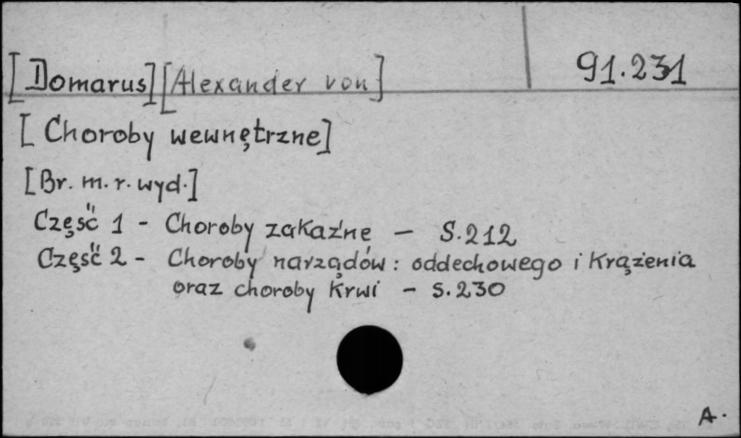 [Domarus] [Alexander von] 91.231
[Choroby wewnętrzne]
[Br. m. r. wyd.]
Część 1 - Choroby zakaźne - S.212
Część 2 - Choroby narządów: oddechowego i Krążenia
oraz choroby Krwi - S.230
A.